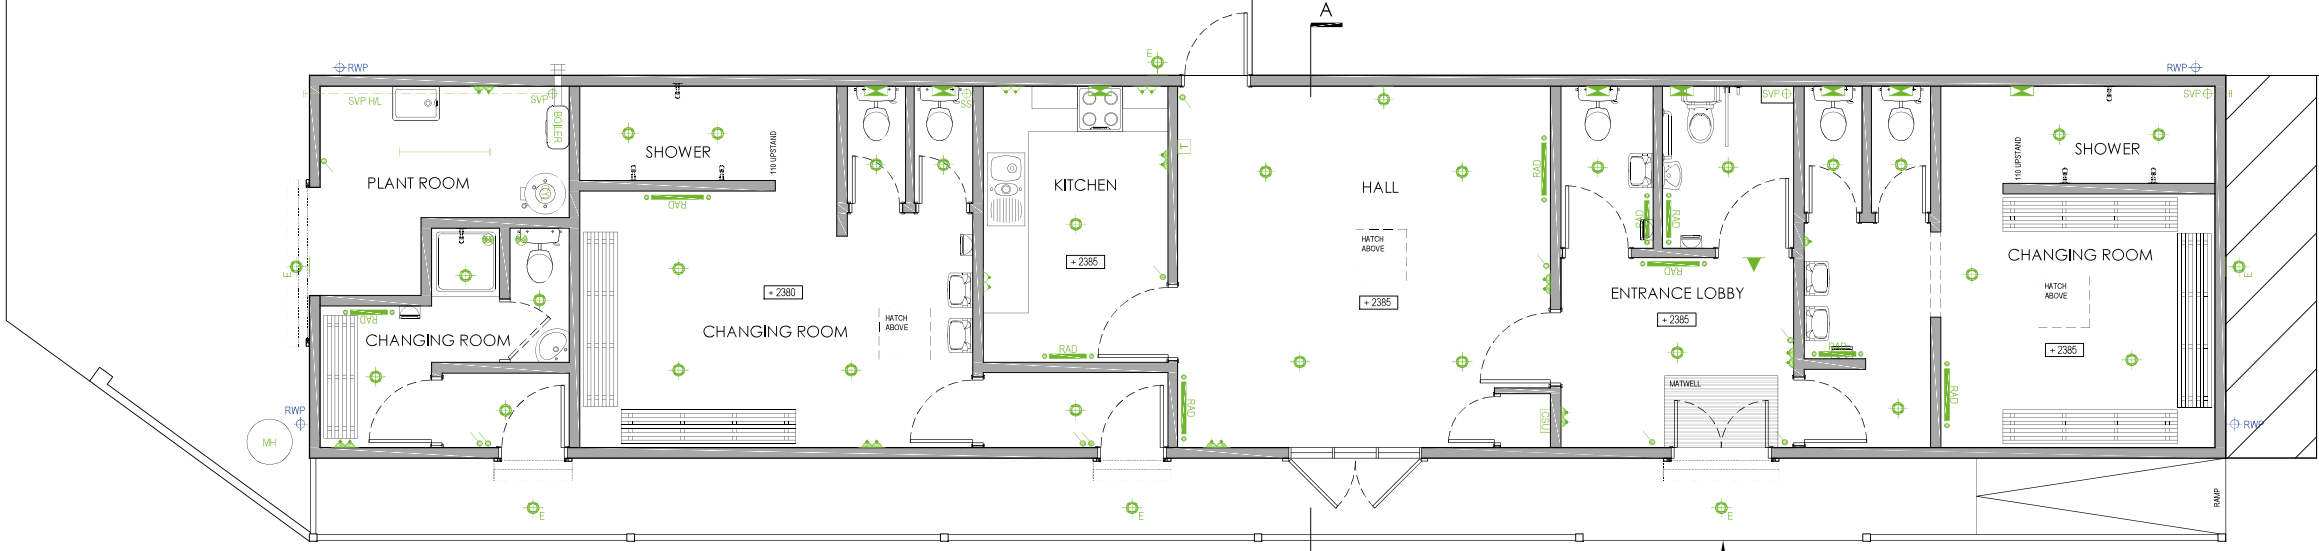 A
E
RWP
RWP
SVP H/L
SVP
SS
SVP
SVP
BOILER
T
110 UPSTAND
110 UPSTAND
SHOWER
SHOWER
PLANT ROOM
KITCHEN
HALL
RAD
RAD
RAD
RAD
HATCH
ABOVE
+ 2385
CHANGING ROOM
E
E
RAD
ENTRANCE LOBBY
+ 2380
HATCH
ABOVE
+ 2385
+ 2385
RAD
CHANGING ROOM
CHANGING ROOM
HATCH
ABOVE
RAD
RAD
+ 2385
MATWELL
RAD
RAD
CSU
RWP
RWP
MH
RAMP
E
E
E